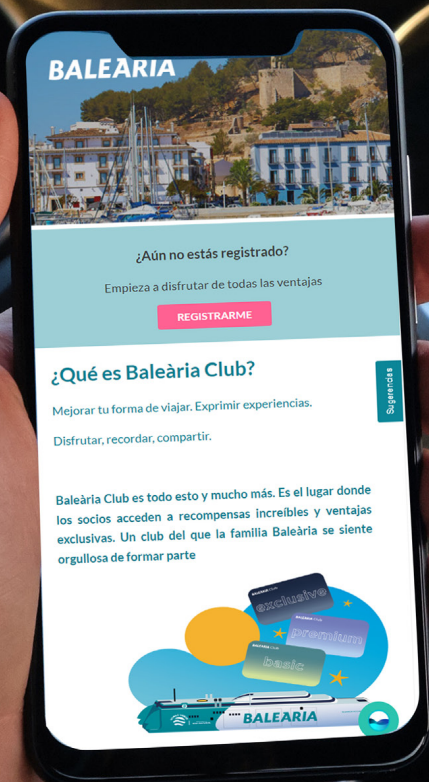 BALEÀRIA
¿Aún no estás registrado?
Empieza a disfrutar de todas las ventajas
REGISTRARME
¿Qué es Baleària Club?
Sugerencias
Mejorar tu forma de viajar. Exprimir experiencias.
Disfrutar, recordar, compartir.
Baleària Club es todo esto y mucho más. Es el lugar donde
los socios acceden a recompensas increíbles y ventajas
exclusivas. Un club del que la familia Baleària se siente
orgullosa de formar parte
exclusive
premium
basic
BALEÀRIA